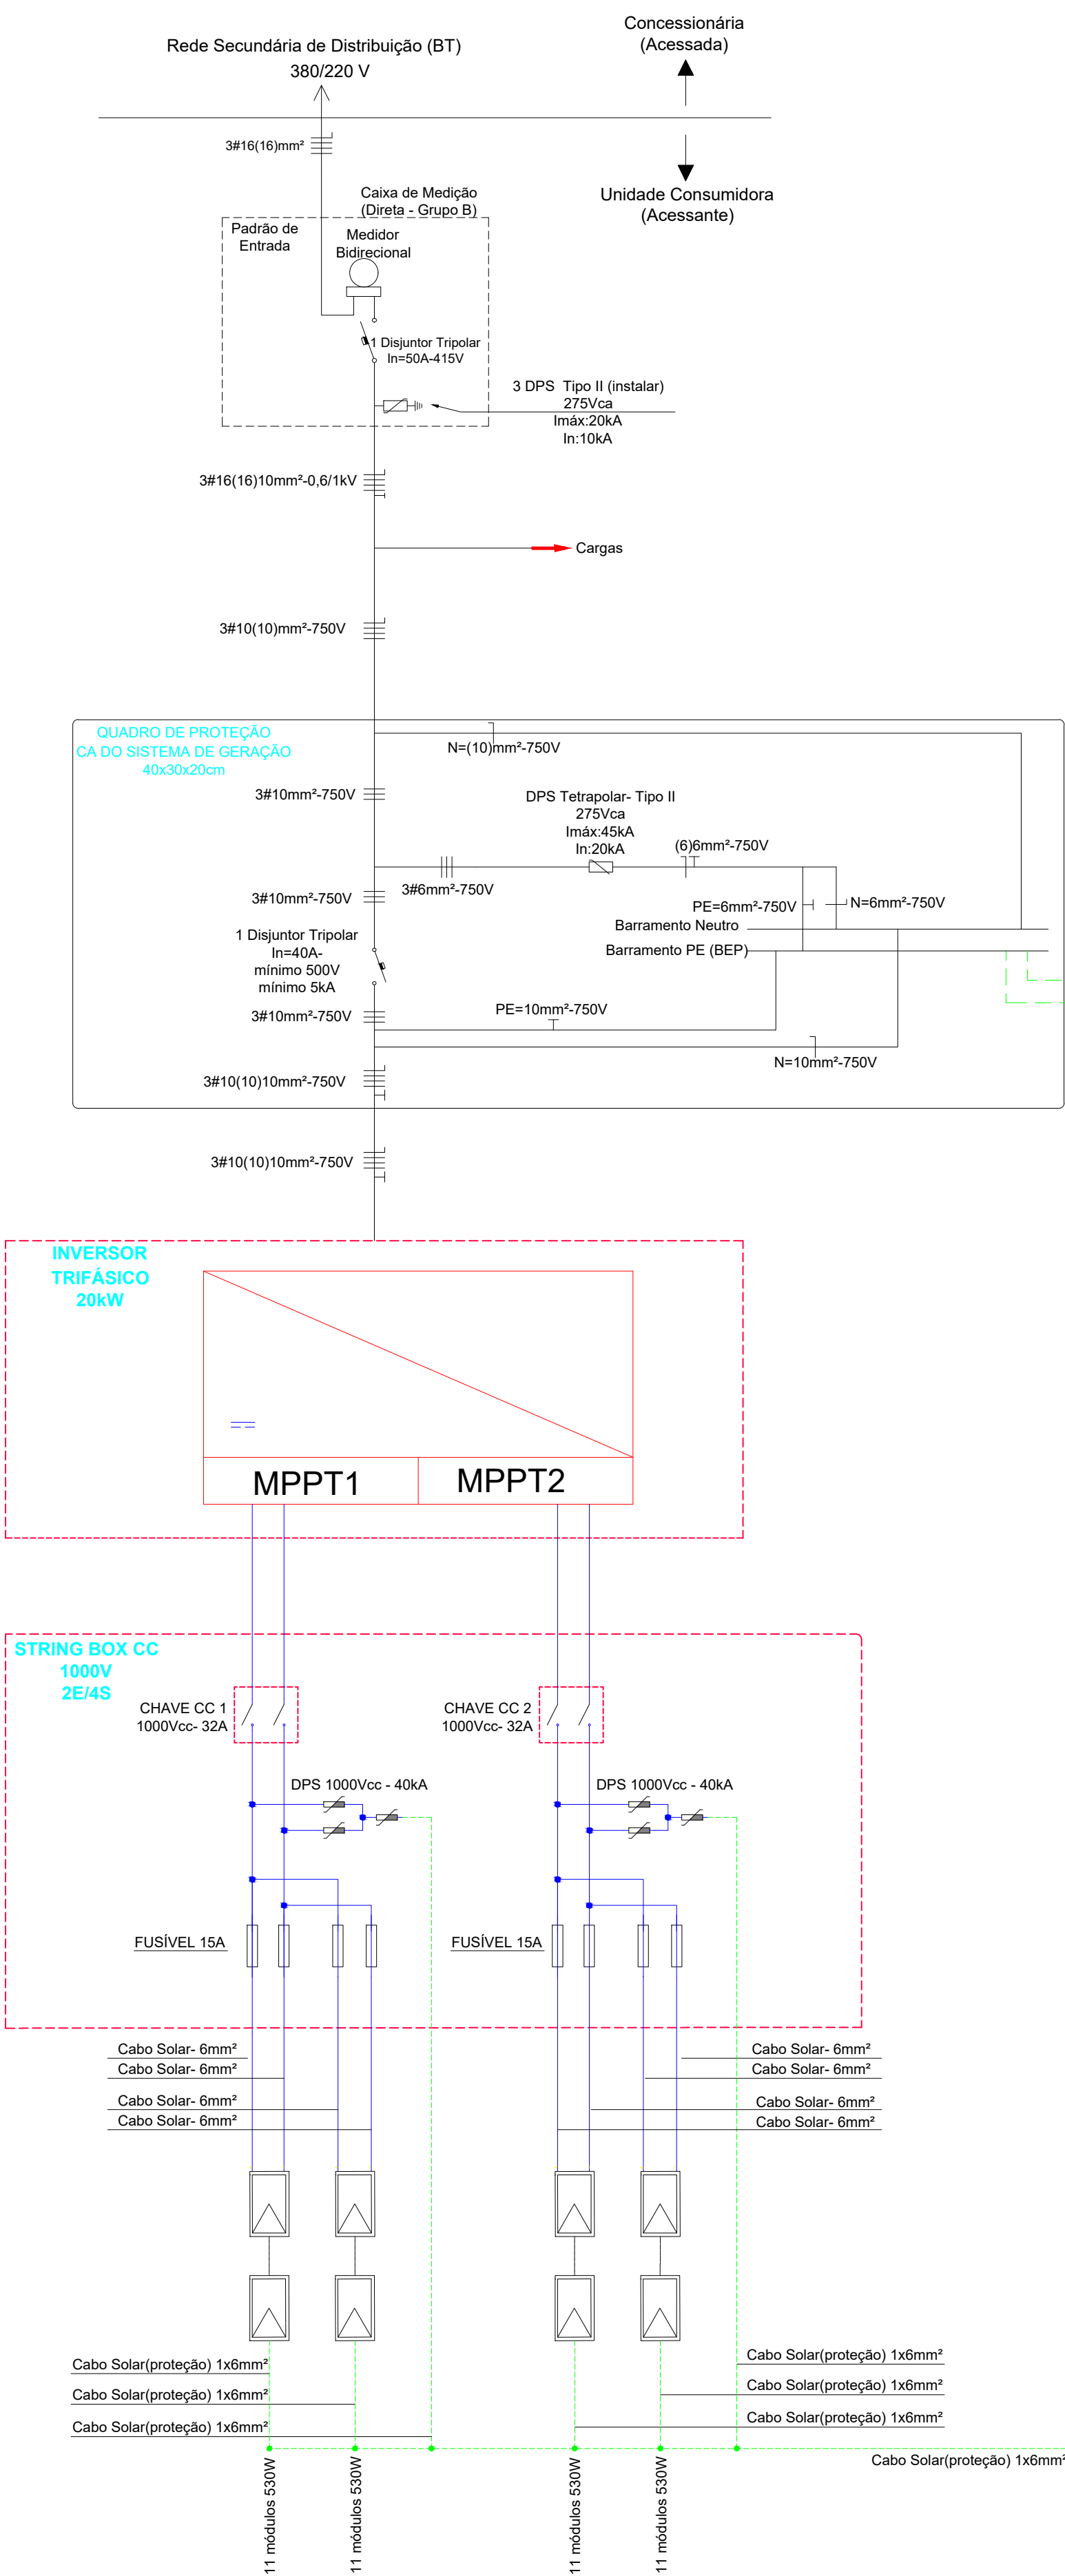 Concessionária
(Acessada)
Rede Secundária de Distribuição (BT)
380/220 V
3#16(16)mm²
Unidade Consumidora
(Acessante)
Caixa de Medição
(Direta - Grupo B)
Padrão de
Entrada
Medidor
Bidirecional
1 Disjuntor Tripolar
In=50A-415V
3 DPS Tipo II (instalar)
275Vca
Imáx:20kA
In:10kA
3#16(16)10mm²-0,6/1kV
Cargas
3#10(10)mm²-750V
QUADRO DE PROTEÇÃO
CA DO SISTEMA DE GERAÇÃO
40x30x20cm
N=(10)mm²-750V
3#10mm²-750V
DPS Tetrapolar- Tipo II
275Vca
Imáx:45kA
In:20kA
(6)6mm²-750V
3#6mm²-750V
3#10mm²-750V
PE=6mm²-750V
N=6mm²-750V
Barramento Neutro
Barramento PE (BEP)
1 Disjuntor Tripolar
In=40A-
mínimo 500V
mínimo 5kA
3#10mm²-750V
PE=10mm²-750V
N=10mm²-750V
3#10(10)10mm²-750V
3#10(10)10mm²-750V
INVERSOR
TRIFÁSICO
20kW
MPPT1
MPPT2
STRING BOX CC
1000V
2E/4S
CHAVE CC 1
1000Vcc- 32A
CHAVE CC 2
1000Vcc- 32A
DPS 1000Vcc - 40kA
DPS 1000Vcc - 40kA
FUSÍVEL 15A
FUSÍVEL 15A
Cabo Solar- 6mm²
Cabo Solar- 6mm²
Cabo Solar- 6mm²
Cabo Solar- 6mm²
Cabo Solar- 6mm²
Cabo Solar- 6mm²
Cabo Solar- 6mm²
Cabo Solar- 6mm²
Cabo Solar(proteção) 1x6mm²
Cabo Solar(proteção) 1x6mm²
Cabo Solar(proteção) 1x6mm²
Cabo Solar(proteção) 1x6mm²
Cabo Solar(proteção) 1x6mm²
Cabo Solar(proteção) 1x6mm²
Cabo Solar(proteção) 1x6mm²
11 módulos 530W
11 módulos 530W
11 módulos 530W
11 módulos 530W